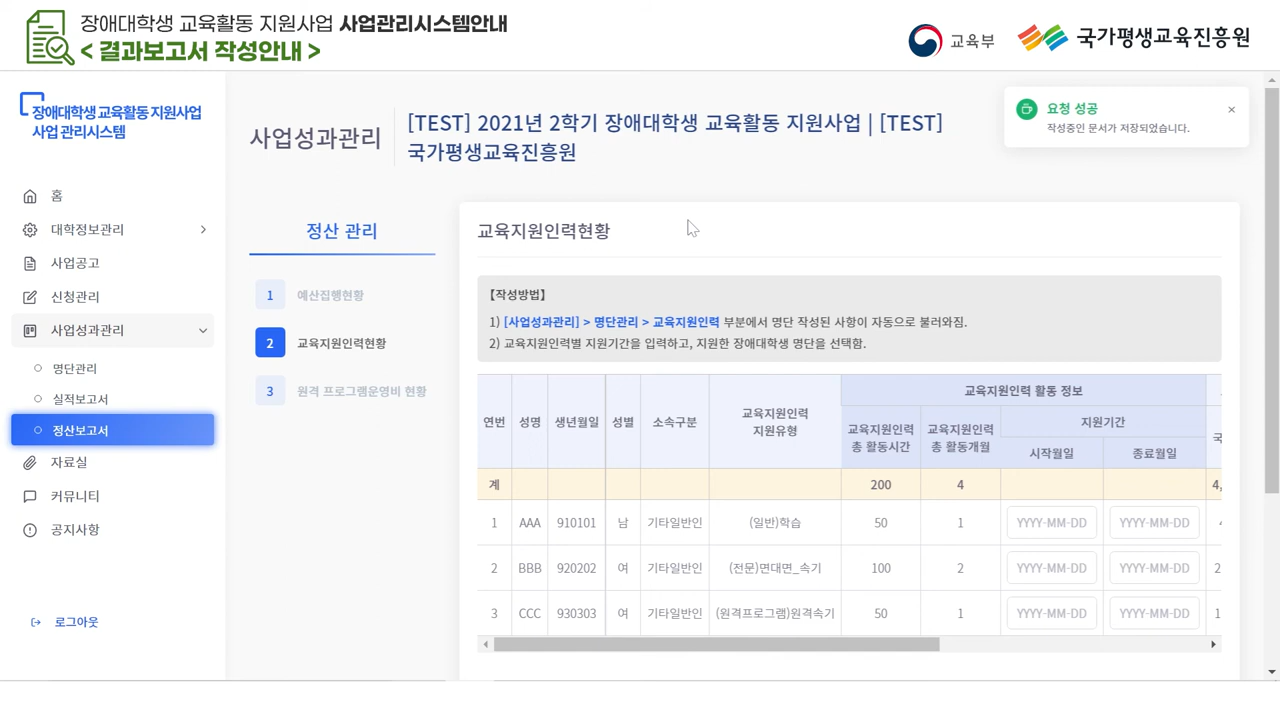 장애대학생 교육활동 지원사업 사업관리시스템안내
< 결과보고서 작성안내 >
교육부
국가평생교육진흥원
장애대학생 교육활동 지원사업
사업 관리시스템
홈
대학정보관리
사업공고
신청관리
사업성과관리
명단관리
실적보고서
정산보고서
자료실
커뮤니티
공지사항
로그아웃
사업성과관리
[TEST] 2021년 2학기 장애대학생 교육활동 지원사업 | [TEST]
국가평생교육진흥원
요청 성공
작성중인 문서가 저장되었습니다.
정산 관리
1 예산집행현황
2 교육지원인력현황
3 원격 프로그램운영비 현황
교육지원인력현황
【작성방법】
1) [사업성과관리] > 명단관리 > 교육지원인력 부분에서 명단 작성된 사항이 자동으로 불러와짐.
2) 교육지원인력별 지원기간을 입력하고, 지원한 장애대학생 명단을 선택함.
연번 성명 생년월일 성별 소속구분 교육지원인력 지원유형 교육지원인력 활동 정보
교육지원인력 총 활동시간 교육지원인력 총 활동개월 지원기간
시작월일 종료월일
계 200 4 4,
1 AAA 910101 남 기타일반인 (일반)학습 50 1 YYYY-MM-DD YYYY-MM-DD
2 BBB 920202 여 기타일반인 (전문)면대면_속기 100 2 YYYY-MM-DD YYYY-MM-DD 2
3 CCC 930303 여 기타일반인 (원격프로그램)원격속기 50 1 YYYY-MM-DD YYYY-MM-DD 1